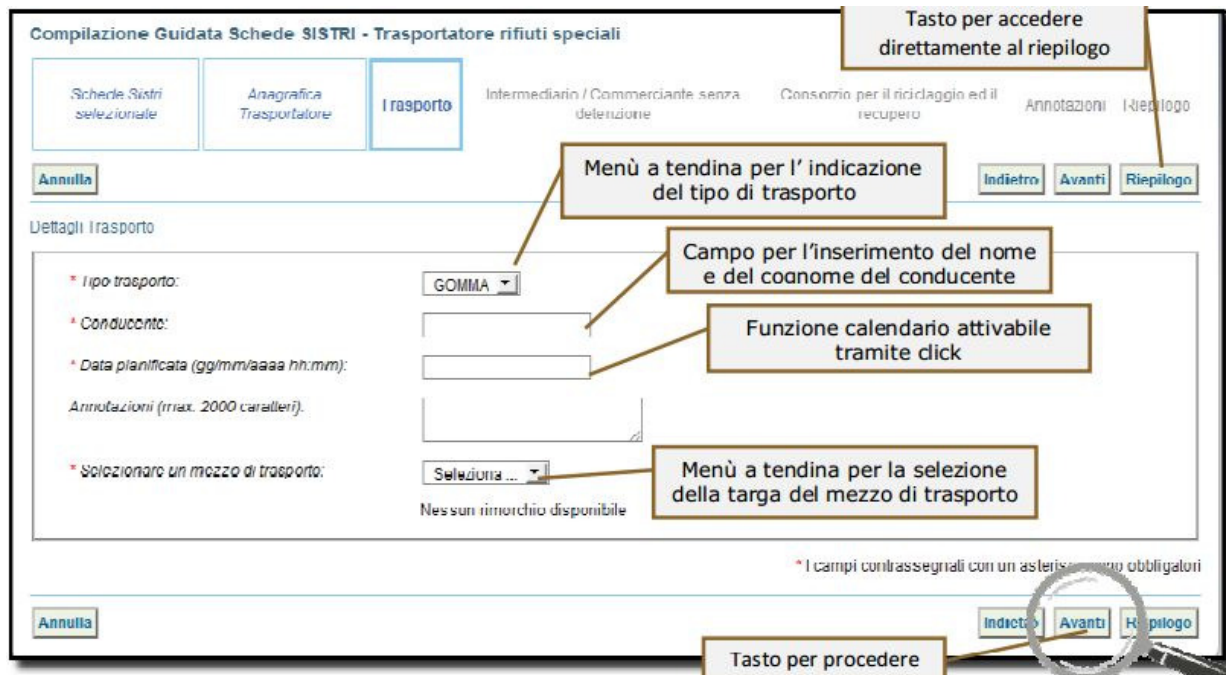 Tasto per accedere
direttamente al riepilogo
Compilazione Guidata Schede SISTRI - Trasportatore rifiuti speciali
Schede Sistri
selezionate
Anagrafica
Trasportatore
Trasporto
Intermediario / Commerciante senza
detenzione
Consorzio per il riciclaggio ed il
recupero
Annotazioni
Riepilogo
Menù a tendina per l' indicazione
del tipo di trasporto
Annulla
Indietro
Avanti
Riepilogo
Dettagli Trasporto
Campo per l'inserimento del nome
e del cognome del conducente
* Tipo trasporto:
GOMMA
* Conducente:
Funzione calendario attivabile
tramite click
* Data pianificata (gg/mm/aaaa hh:mm):
Annotazioni (max. 2000 caratteri):
* Selezionare un mezzo di trasporto:
Seleziona ...
Menù a tendina per la selezione
della targa del mezzo di trasporto
Nessun rimorchio disponibile
* I campi contrassegnati con un obbligatori
Annulla
Indietro
Avanti
Riepilogo
Tasto per procedere